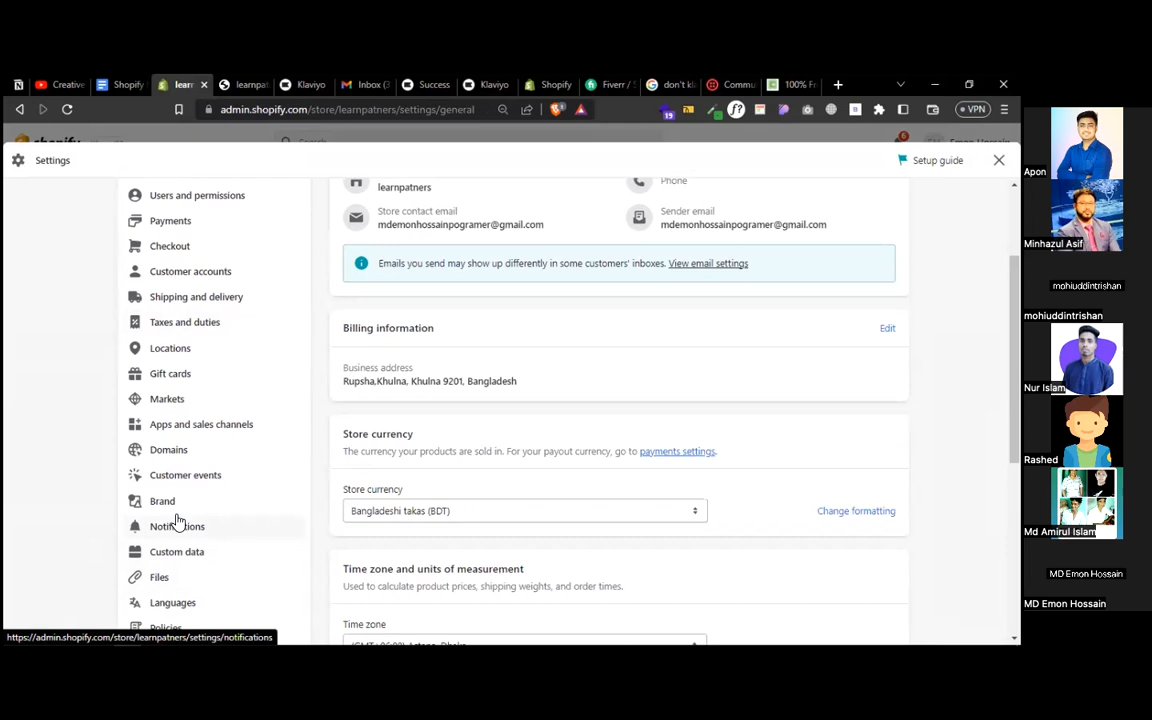 Creative
Shopify
learn
learnpat
Klaviyo
Inbox (3
Success
Klaviyo
Shopify
Fiverr / S
don't kl
Commu
100% F
admin.shopify.com/store/learnpatners/settings/general
19
VPN
Settings
Setup guide
Users and permissions
Payments
Checkout
Customer accounts
Shipping and delivery
Taxes and duties
Locations
Gift cards
Markets
Apps and sales channels
Domains
Customer events
Brand
Notifications
Custom data
Files
Languages
Policies
https://admin.shopify.com/store/learnpatners/settings/notifications
learnpatners
Phone
Store contact email
mdemonhossainpogramer@gmail.com
Sender email
mdemonhossainpogramer@gmail.com
Emails you send may show up differently in some customers' inboxes. View email settings
Billing information
Edit
Business address
Rupsha,Khulna, Khulna 9201, Bangladesh
Store currency
The currency your products are sold in. For your payout currency, go to payments settings.
Store currency
Bangladeshi takas (BDT)
Change formatting
Time zone and units of measurement
Used to calculate product prices, shipping weights, and order times.
Time zone
Apon
Minhazul Asif
mohiuddintrishan
mohiuddintrishan
Nur Islam
Rashed
Md Amirul Islam
MD Emon Hossain
MD Emon Hossain